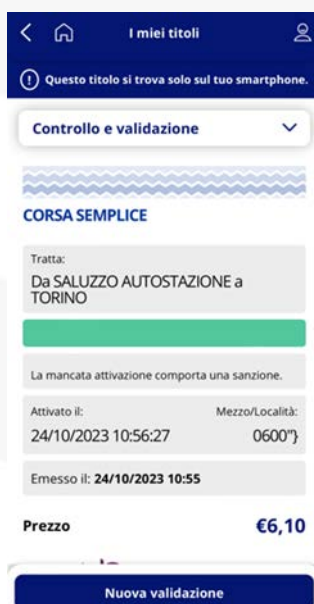 I miei titoli
Questo titolo si trova solo sul tuo smartphone.
Controllo e validazione
CORSA SEMPLICE
Tratta:
Da SALUZZO AUTOSTAZIONE a
TORINO
La mancata attivazione comporta una sanzione.
Attivato il: Mezzo/Località:
24/10/2023 10:56:27 0600"}
Emesso il: 24/10/2023 10:55
Prezzo €6,10
Nuova validazione